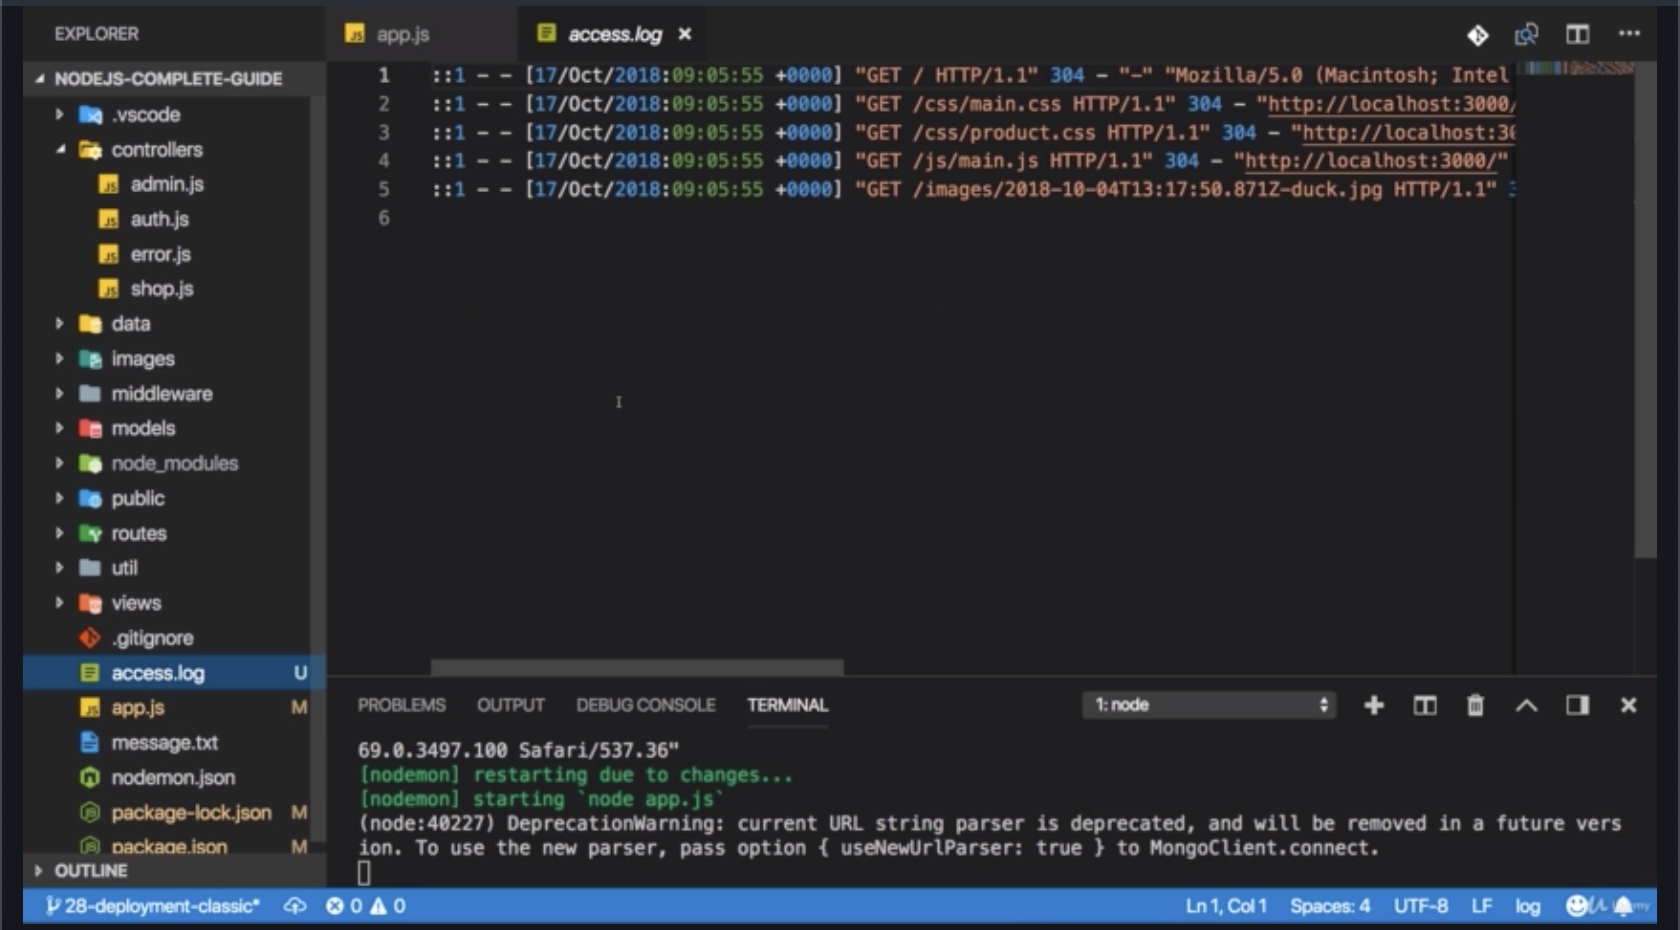 EXPLORER
NODEJS-COMPLETE-GUIDE
.vscode
controllers
admin.js
auth.js
error.js
shop.js
data
images
middleware
models
node_modules
public
routes
util
views
.gitignore
access.log U
app.js M
message.txt
nodemon.json
package-lock.json M
package.json M
OUTLINE
app.js
access.log
1 ::1 - - [17/Oct/2018:09:05:55 +0000] "GET / HTTP/1.1" 304 - "-" "Mozilla/5.0 (Macintosh; Intel
2 ::1 - - [17/Oct/2018:09:05:55 +0000] "GET /css/main.css HTTP/1.1" 304 - "http://localhost:3000/
3 ::1 - - [17/Oct/2018:09:05:55 +0000] "GET /css/product.css HTTP/1.1" 304 - "http://localhost:30
4 ::1 - - [17/Oct/2018:09:05:55 +0000] "GET /js/main.js HTTP/1.1" 304 - "http://localhost:3000/"
5 ::1 - - [17/Oct/2018:09:05:55 +0000] "GET /images/2018-10-04T13:17:50.871Z-duck.jpg HTTP/1.1"
6
PROBLEMS OUTPUT DEBUG CONSOLE TERMINAL 1: node
69.0.3497.100 Safari/537.36"
[nodemon] restarting due to changes...
[nodemon] starting `node app.js`
(node:40227) DeprecationWarning: current URL string parser is deprecated, and will be removed in a future vers
ion. To use the new parser, pass option { useNewUrlParser: true } to MongoClient.connect.
28-deployment-classic* 0 0 Ln 1, Col 1 Spaces: 4 UTF-8 LF log